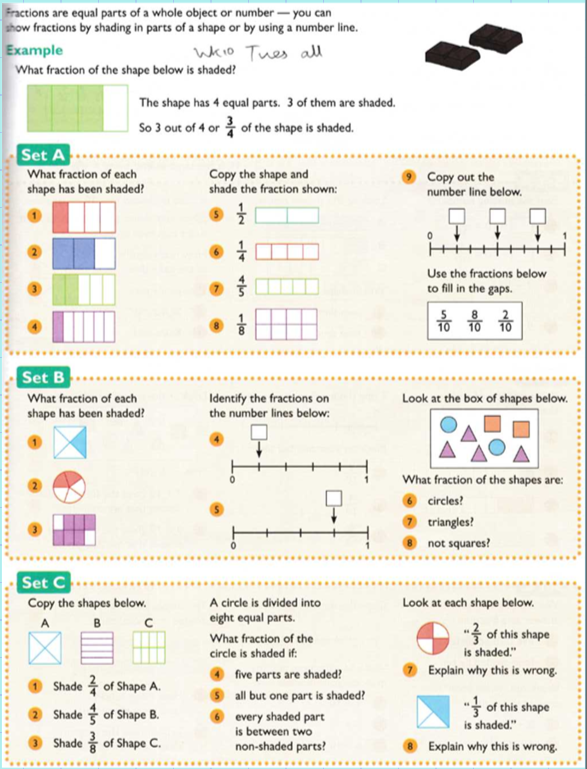 Fractions are equal parts of a whole object or number — you can
show fractions by shading in parts of a shape or by using a number line.
Example
WK10 Tues all
What fraction of the shape below is shaded?
The shape has 4 equal parts. 3 of them are shaded.
So 3 out of 4 or 3/4 of the shape is shaded.
Set A
What fraction of each
shape has been shaded?
1
2
3
4
Copy the shape and
shade the fraction shown:
5 1/2
6 1/4
7 4/5
8 1/8
9 Copy out the
number line below.
0 1
Use the fractions below
to fill in the gaps.
5/10 8/10 2/10
Set B
What fraction of each
shape has been shaded?
1
2
3
Identify the fractions on
the number lines below:
4
0 1
5
0 1
Look at the box of shapes below.
What fraction of the shapes are:
6 circles?
7 triangles?
8 not squares?
Set C
Copy the shapes below.
A B C
1 Shade 2/4 of Shape A.
2 Shade 4/5 of Shape B.
3 Shade 3/8 of Shape C.
A circle is divided into
eight equal parts.
What fraction of the
circle is shaded if:
4 five parts are shaded?
5 all but one part is shaded?
6 every shaded part
is between two
non-shaded parts?
Look at each shape below.
"2/3 of this shape
is shaded."
7 Explain why this is wrong.
"1/3 of this shape
is shaded."
8 Explain why this is wrong.